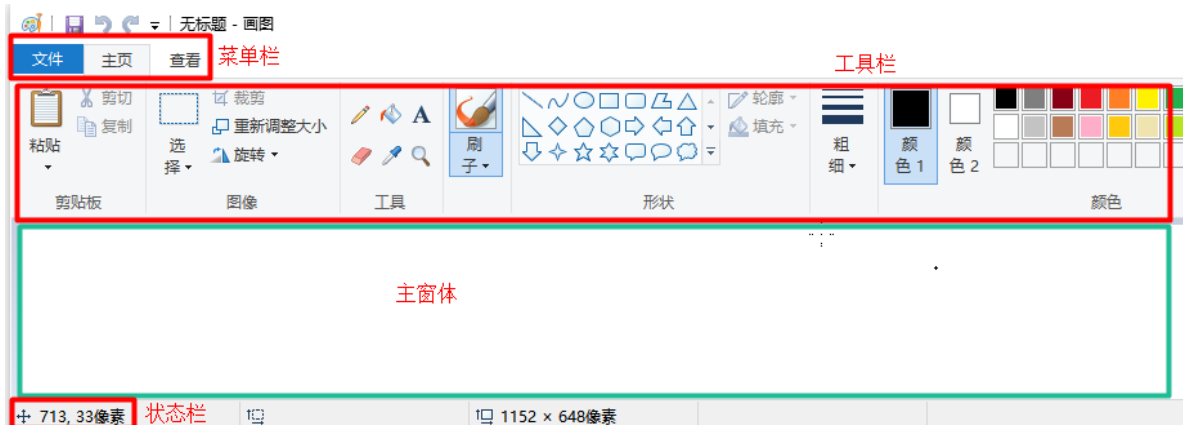 无标题 - 画图
文件 主页 查看 菜单栏
工具栏
剪切 裁剪 轮廓
复制 重新调整大小 A 填充
粘贴 选择 旋转 刷子 粗细 颜色 1 颜色 2
剪贴板 图像 工具 形状 颜色
主窗体
713, 33像素 状态栏 1152 × 648像素